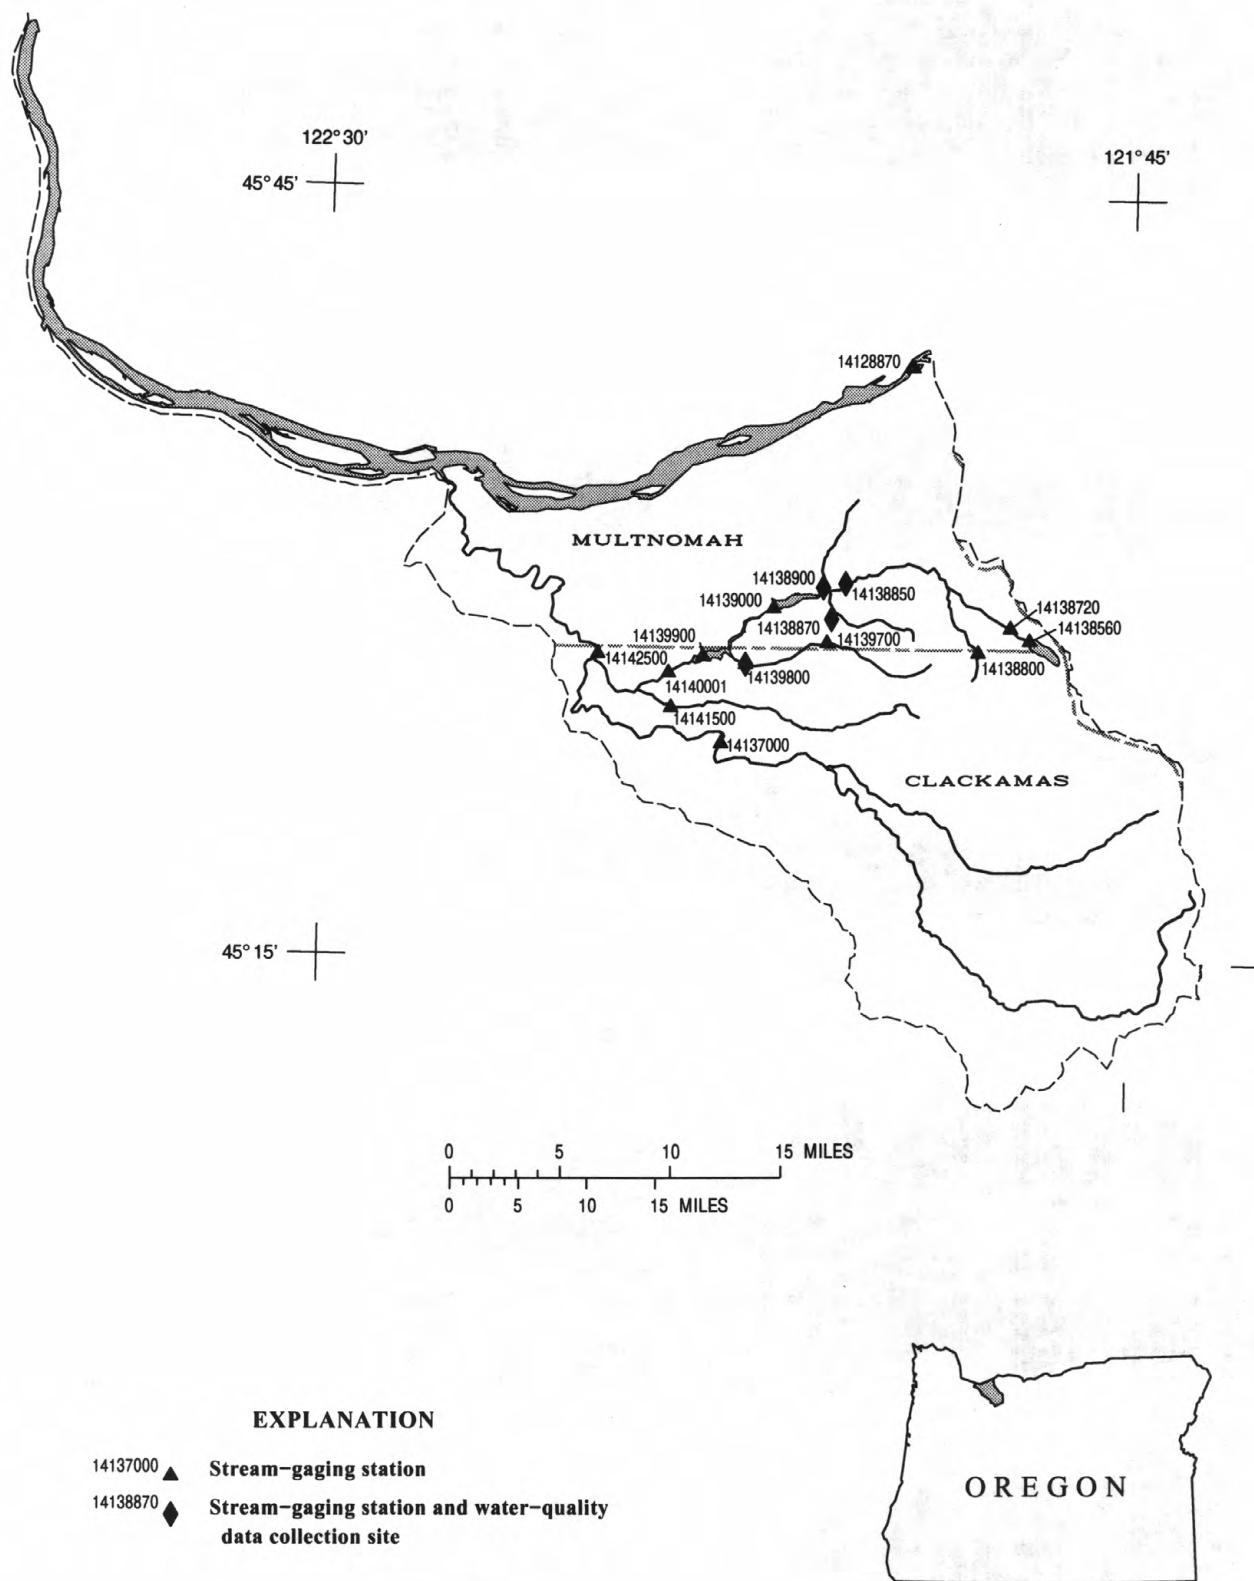 122°30'
45°45'
121°45'
14128870
MULTNOMAH
14138900
14138850
14139000
14138720
14138870
14138560
14139900
14139700
14142500
14138800
14139800
14140001
14141500
14137000
CLACKAMAS
45°15'
0 5 10 15 MILES
0 5 10 15 MILES
EXPLANATION
14137000 Stream-gaging station
14138870 Stream-gaging station and water-quality
data collection site
OREGON